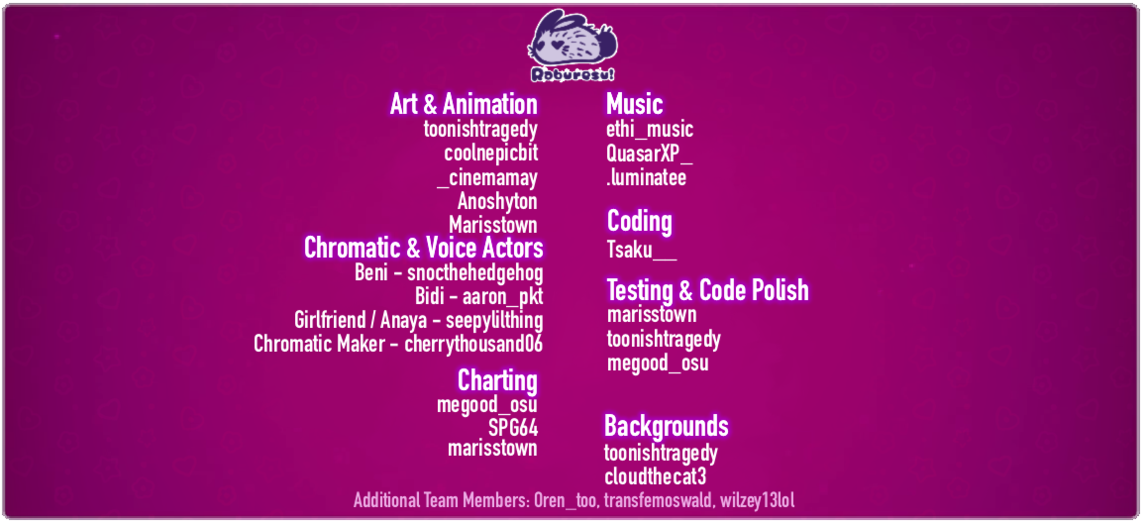 Roburosu!
Art & Animation
toonishtragedy
coolnepicbit
_cinemamay
Anoshyton
Marisstown
Chromatic & Voice Actors
Beni - snocthehedgehog
Bidi - aaron_pkt
Girlfriend / Anaya - seepylilthing
Chromatic Maker - cherrythousand06
Charting
megood_osu
SPG64
marisstown
Music
ethi_music
QuasarXP_
.luminatee
Coding
Tsaku__
Testing & Code Polish
marisstown
toonishtragedy
megood_osu
Backgrounds
toonishtragedy
cloudthecat3
Additional Team Members: Oren_too, transfemoswald, wilzey13lol